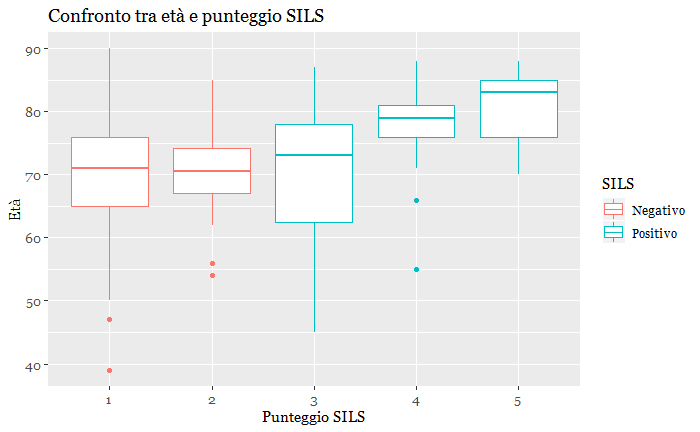 Confronto tra età e punteggio SILS
90
80
70
60
50
40
Età
1 2 3 4 5
Punteggio SILS
SILS
Negativo
Positivo